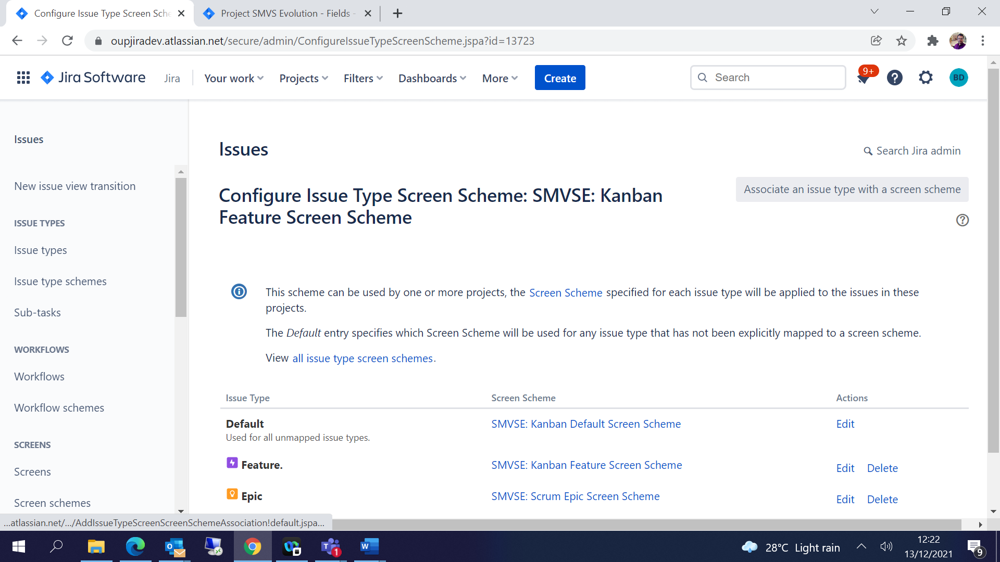 Configure Issue Type Screen Sche
Project SMVS Evolution - Fields -
oupjiradev.atlassian.net/secure/admin/ConfigureIssueTypeScreenScheme.jspa?id=13723
Jira Software
Jira
Your work
Projects
Filters
Dashboards
More
Create
Search
9+
BD
Issues
New issue view transition
ISSUE TYPES
Issue types
Issue type schemes
Sub-tasks
WORKFLOWS
Workflows
Workflow schemes
SCREENS
Screens
Screen schemes
Issues
Search Jira admin
Configure Issue Type Screen Scheme: SMVSE: Kanban
Feature Screen Scheme
Associate an issue type with a screen scheme
This scheme can be used by one or more projects, the Screen Scheme specified for each issue type will be applied to the issues in these
projects.
The Default entry specifies which Screen Scheme will be used for any issue type that has not been explicitly mapped to a screen scheme.
View all issue type screen schemes.
Issue Type Screen Scheme Actions
Default SMVSE: Kanban Default Screen Scheme Edit
Used for all unmapped issue types.
Feature. SMVSE: Kanban Feature Screen Scheme Edit Delete
Epic SMVSE: Scrum Epic Screen Scheme Edit Delete
...atlassian.net/.../AddIssueTypeScreenScreenSchemeAssociation!default.jspa...
28°C Light rain
12:22
13/12/2021
9
1